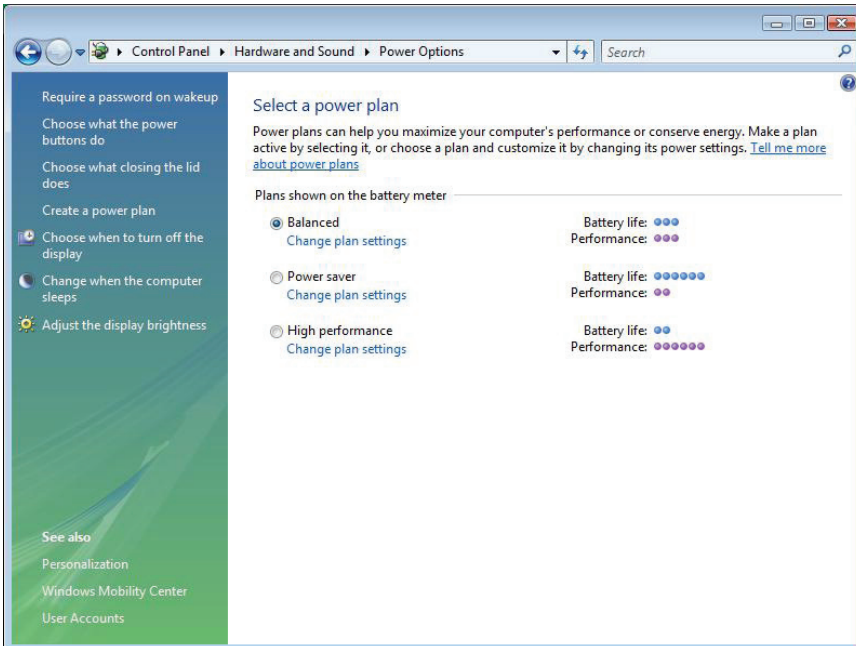 Control Panel ▸ Hardware and Sound ▸ Power Options
Search
Require a password on wakeup
Choose what the power
buttons do
Choose what closing the lid
does
Create a power plan
Choose when to turn off the
display
Change when the computer
sleeps
Adjust the display brightness
See also
Personalization
Windows Mobility Center
User Accounts
Select a power plan
Power plans can help you maximize your computer's performance or conserve energy. Make a plan
active by selecting it, or choose a plan and customize it by changing its power settings. Tell me more
about power plans
Plans shown on the battery meter
Balanced Battery life:
Change plan settings Performance:
Power saver Battery life:
Change plan settings Performance:
High performance Battery life:
Change plan settings Performance: